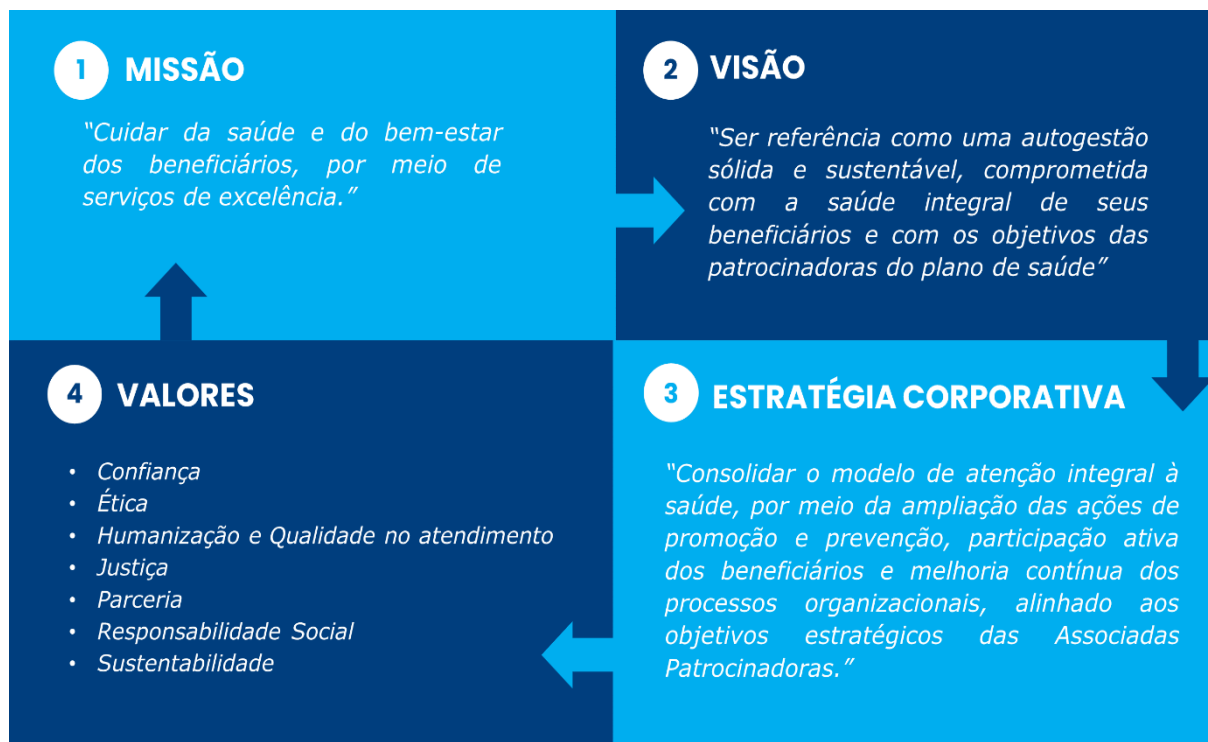 1 MISSÃO
“Cuidar da saúde e do bem-estar
dos beneficiários, por meio de
serviços de excelência.”
2 VISÃO
“Ser referência como uma autogestão
sólida e sustentável, comprometida
com a saúde integral de seus
beneficiários e com os objetivos das
patrocinadoras do plano de saúde”
3 ESTRATÉGIA CORPORATIVA
“Consolidar o modelo de atenção integral à
saúde, por meio da ampliação das ações de
promoção e prevenção, participação ativa
dos beneficiários e melhoria contínua dos
processos organizacionais, alinhado aos
objetivos estratégicos das Associadas
Patrocinadoras.”
4 VALORES
• Confiança
• Ética
• Humanização e Qualidade no atendimento
• Justiça
• Parceria
• Responsabilidade Social
• Sustentabilidade